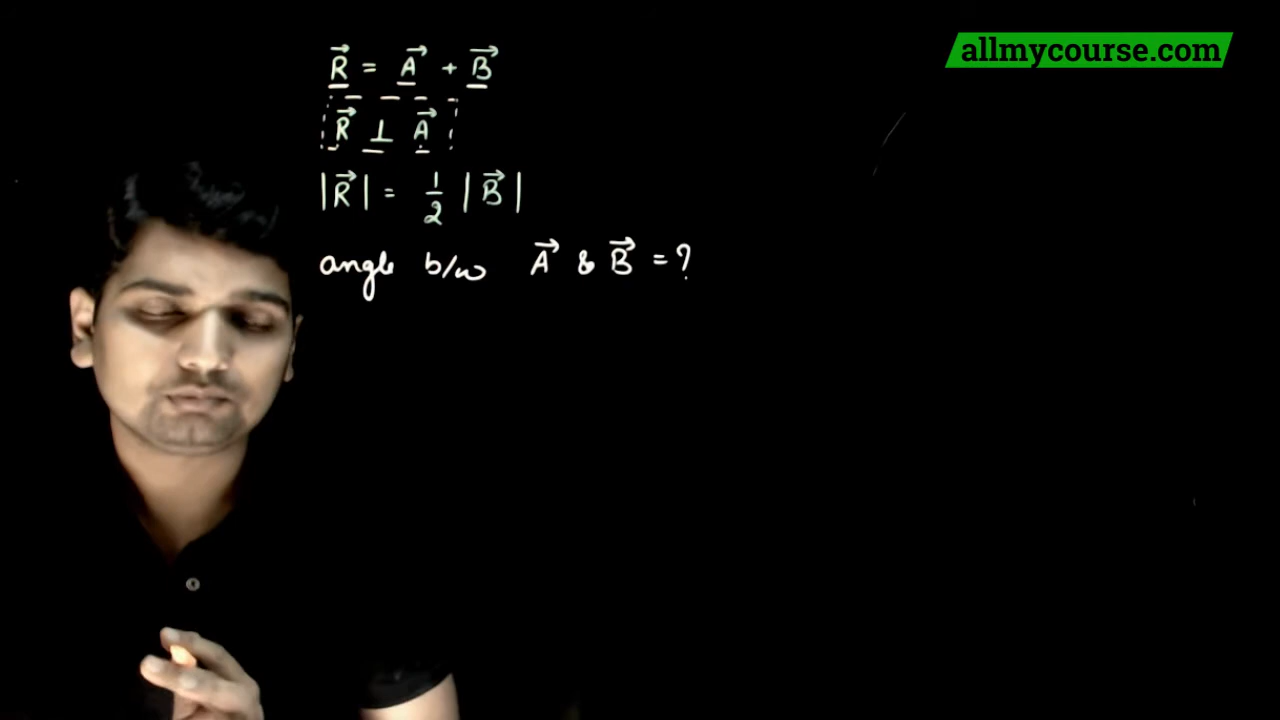 allmycourse.com
R⃗ = A⃗ + B⃗
R⃗ ⊥ A⃗
|R⃗| = 1/2 |B⃗|
angle b/w A⃗ & B⃗ = ?